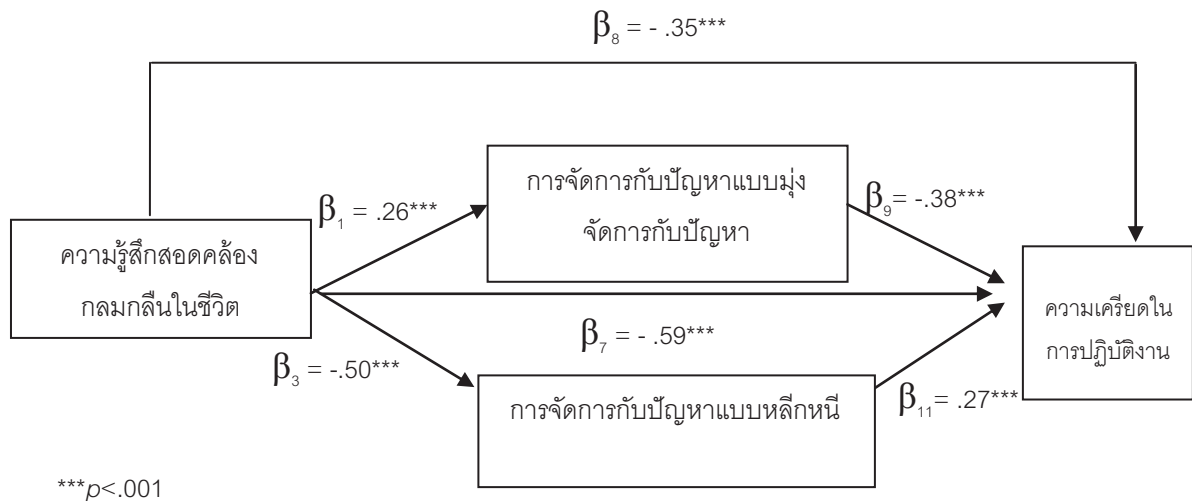 β₈ = - .35***
การจัดการกับปัญหาแบบมุ่ง
จัดการกับปัญหา
β₁ = .26***
β₉= -.38***
ความรู้สึกสอดคล้อง
กลมกลืนในชีวิต
ความเครียดใน
การปฏิบัติงาน
β₇ = - .59***
β₃ = -.50***
การจัดการกับปัญหาแบบหลีกหนี
β₁₁= .27***
***p<.001